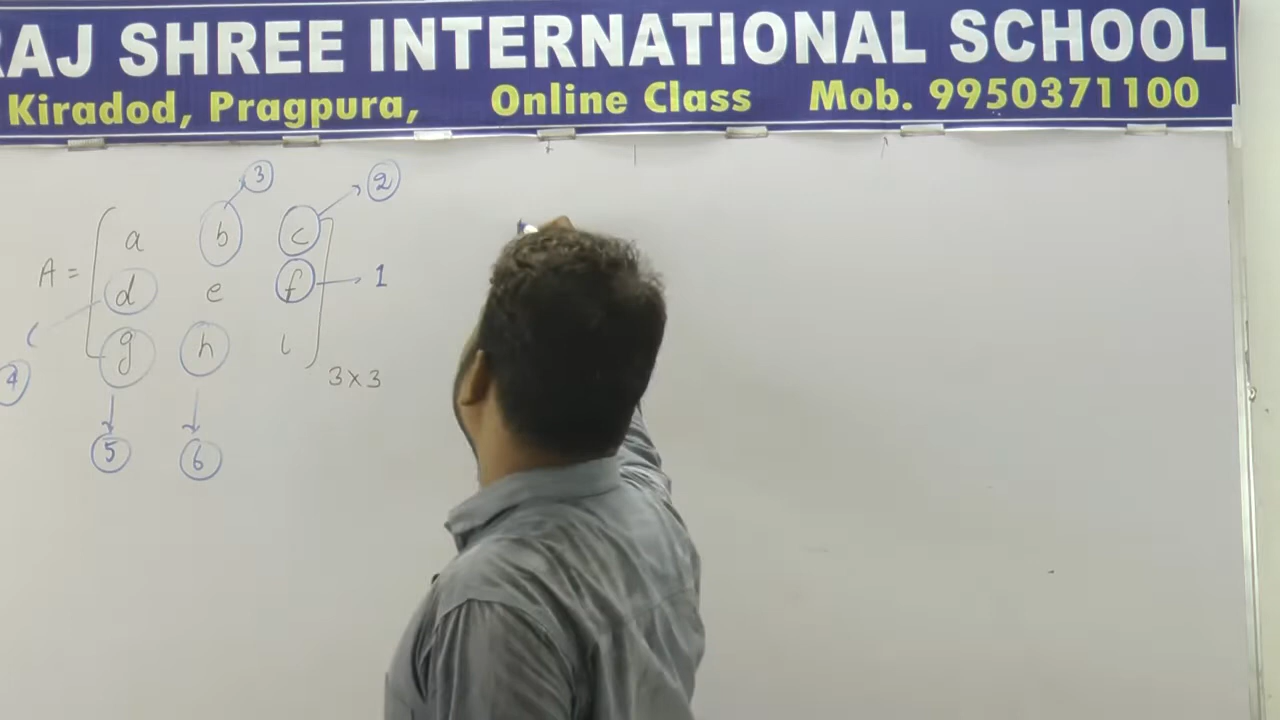 RAJ SHREE INTERNATIONAL SCHOOL
Kiradod, Pragpura, Online Class Mob. 9950371100
3 2
a b c
A = d e f 1
g h i
4 3×3
5 6